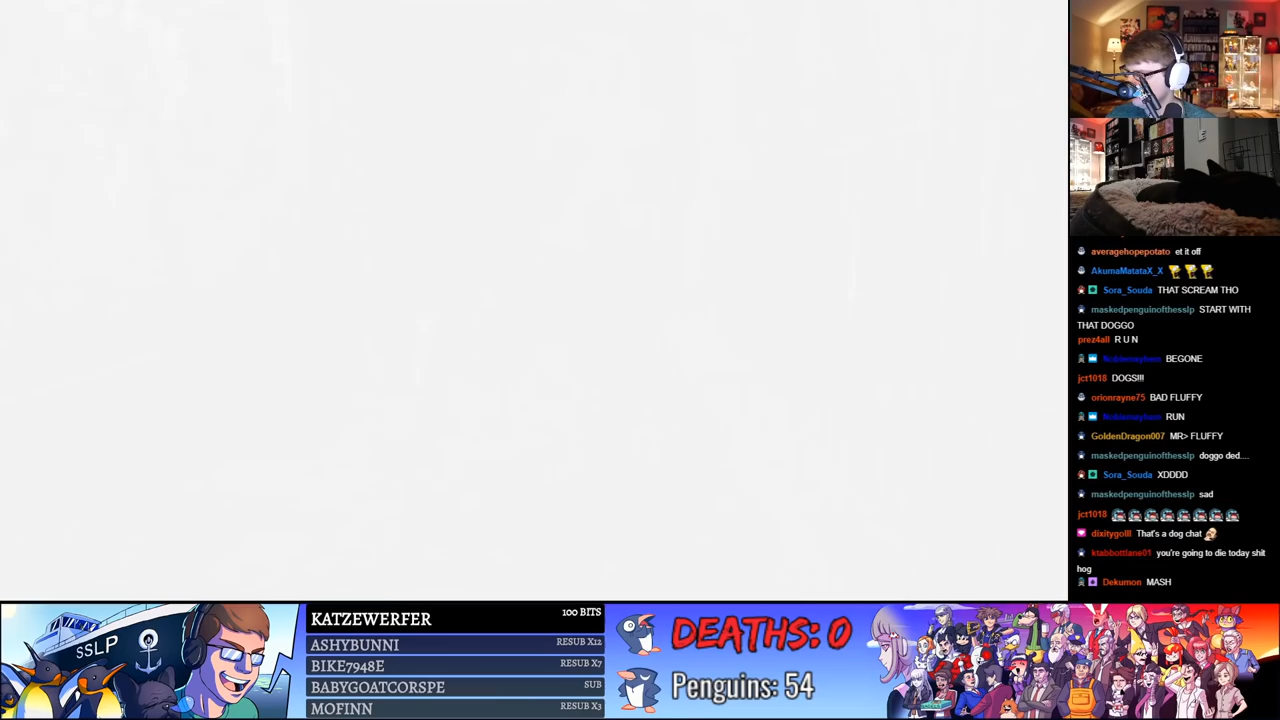 averagehopepotato et it off
AkumaMatataX_X
Sora_Souda THAT SCREAM THO
maskedpenguinofthesslp START WITH
THAT DOGGO
prez4all R U N
BEGONE
jct1018 DOGS!!!
orionrayne75 BAD FLUFFY
RUN
GoldenDragon007 MR> FLUFFY
maskedpenguinofthesslp doggo ded....
Sora_Souda XDDDD
maskedpenguinofthesslp sad
jct1018
dixitygolll That's a dog chat
ktabbottlane01 you're going to die today shit
hog
Dekumon MASH
SSLP
KATZEWERFER 100 BITS
ASHYBUNNI RESUB X12
BIKE7948E RESUB X7
BABYGOATCORSPE SUB
MOFINN RESUB X3
DEATHS: 0
Penguins: 54